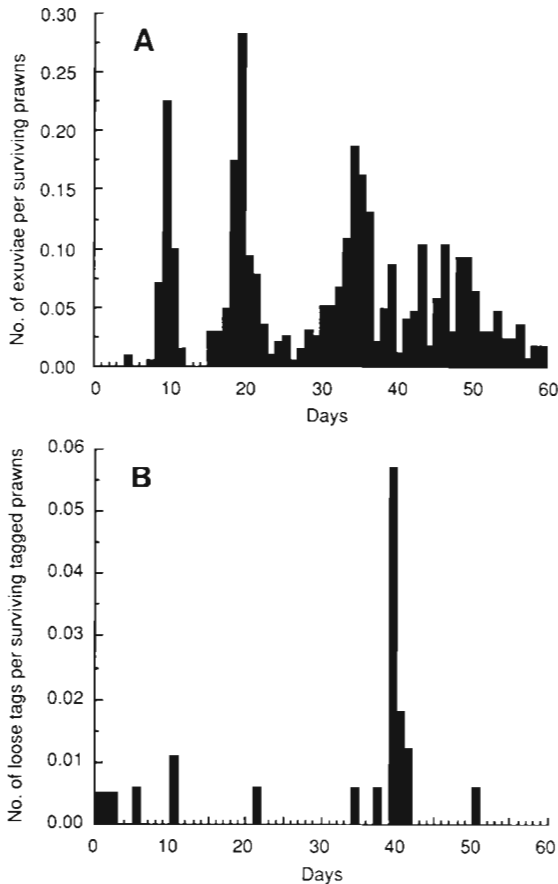 A
No. of exuviae per surviving prawns
0.30
0.25
0.20
0.15
0.10
0.05
0.00
0 10 20 30 40 50 60
Days
B
No. of loose tags per surviving tagged prawns
0.06
0.05
0.04
0.03
0.02
0.01
0.00
0 10 20 30 40 50 60
Days